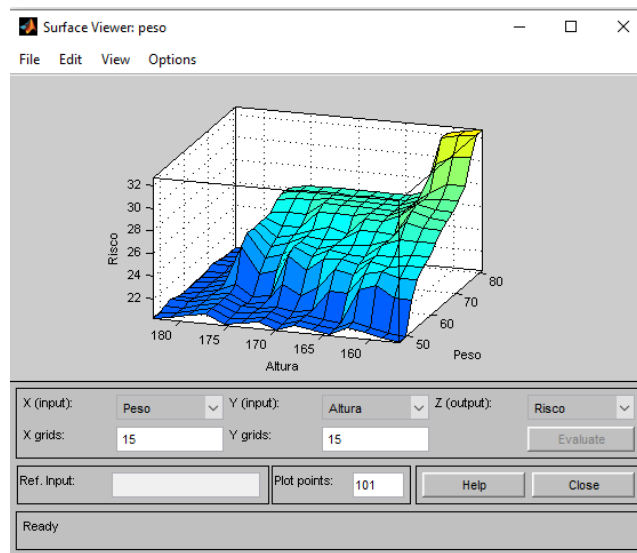 Surface Viewer: peso
File Edit View Options
32
30
28
26
24
22
Risco
180
175
170
165
160
Altura
50
60
70
80
Peso
X (input): Peso Y (input): Altura Z (output): Risco
X grids: 15 Y grids: 15 Evaluate
Ref. Input: Plot points: 101 Help Close
Ready